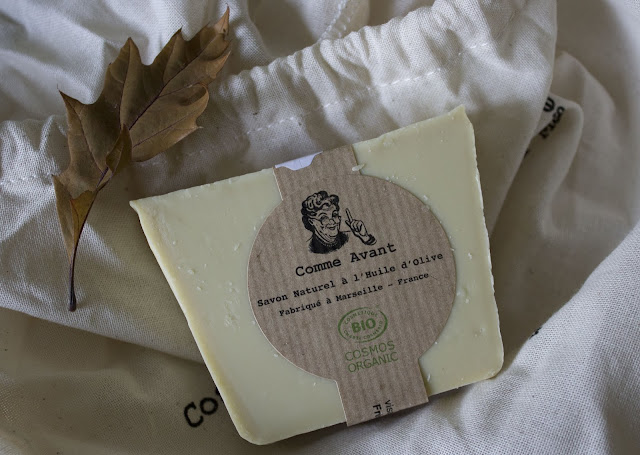 Comme Avant
Savon Naturel à l'Huile d'Olive
Fabriqué à Marseille – France
BIO
COSMOS
ORGANIC